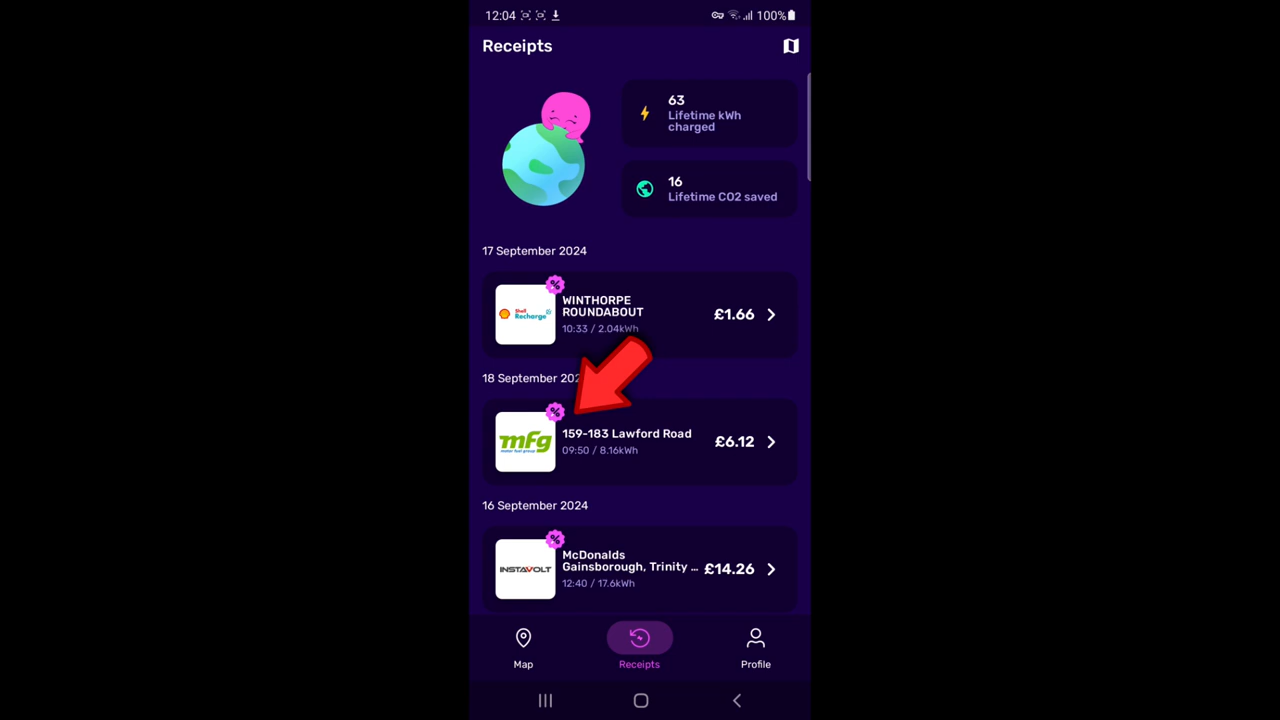 12:04
100%
Receipts
63
Lifetime kWh
charged
16
Lifetime CO2 saved
17 September 2024
%
Shell
Recharge
WINTHORPE
ROUNDABOUT
10:33 / 2.04kWh
£1.66
18 September 202
%
mfg
motor fuel group
159-183 Lawford Road
09:50 / 8.16kWh
£6.12
16 September 2024
%
INSTAVOLT
McDonalds
Gainsborough, Trinity ...
12:40 / 17.6kWh
£14.26
Map
Receipts
Profile